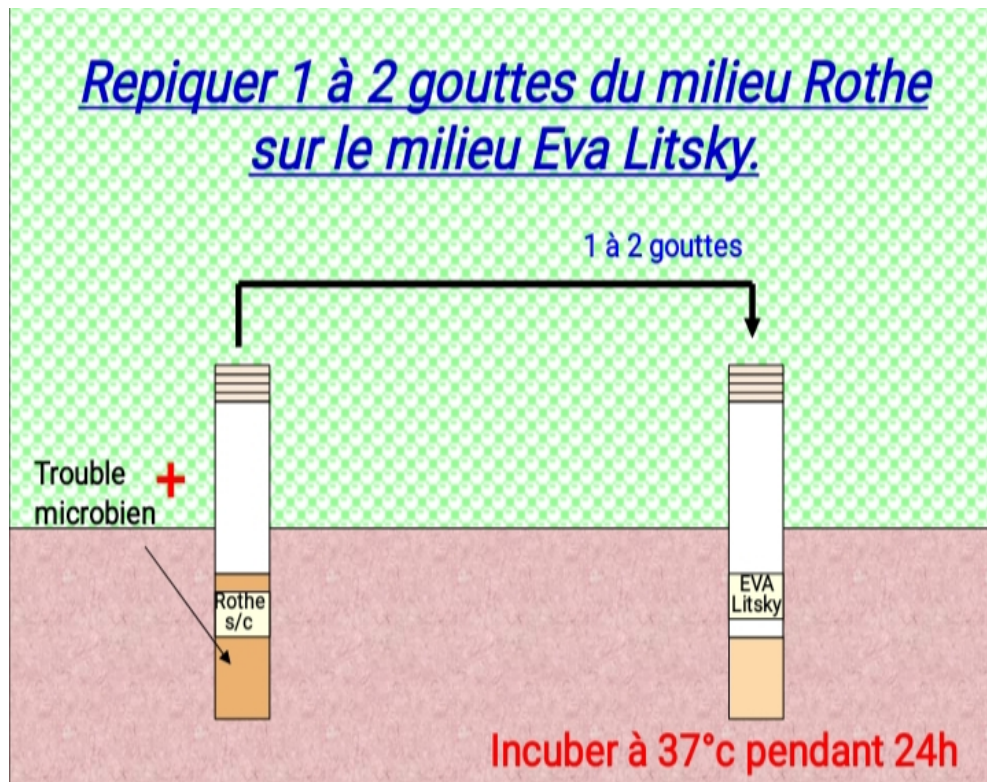 Repiquer 1 à 2 gouttes du milieu Rothe
sur le milieu Eva Litsky.
1 à 2 gouttes
Trouble +
microbien
Rothe
s/c
EVA
Litsky
Incuber à 37°c pendant 24h